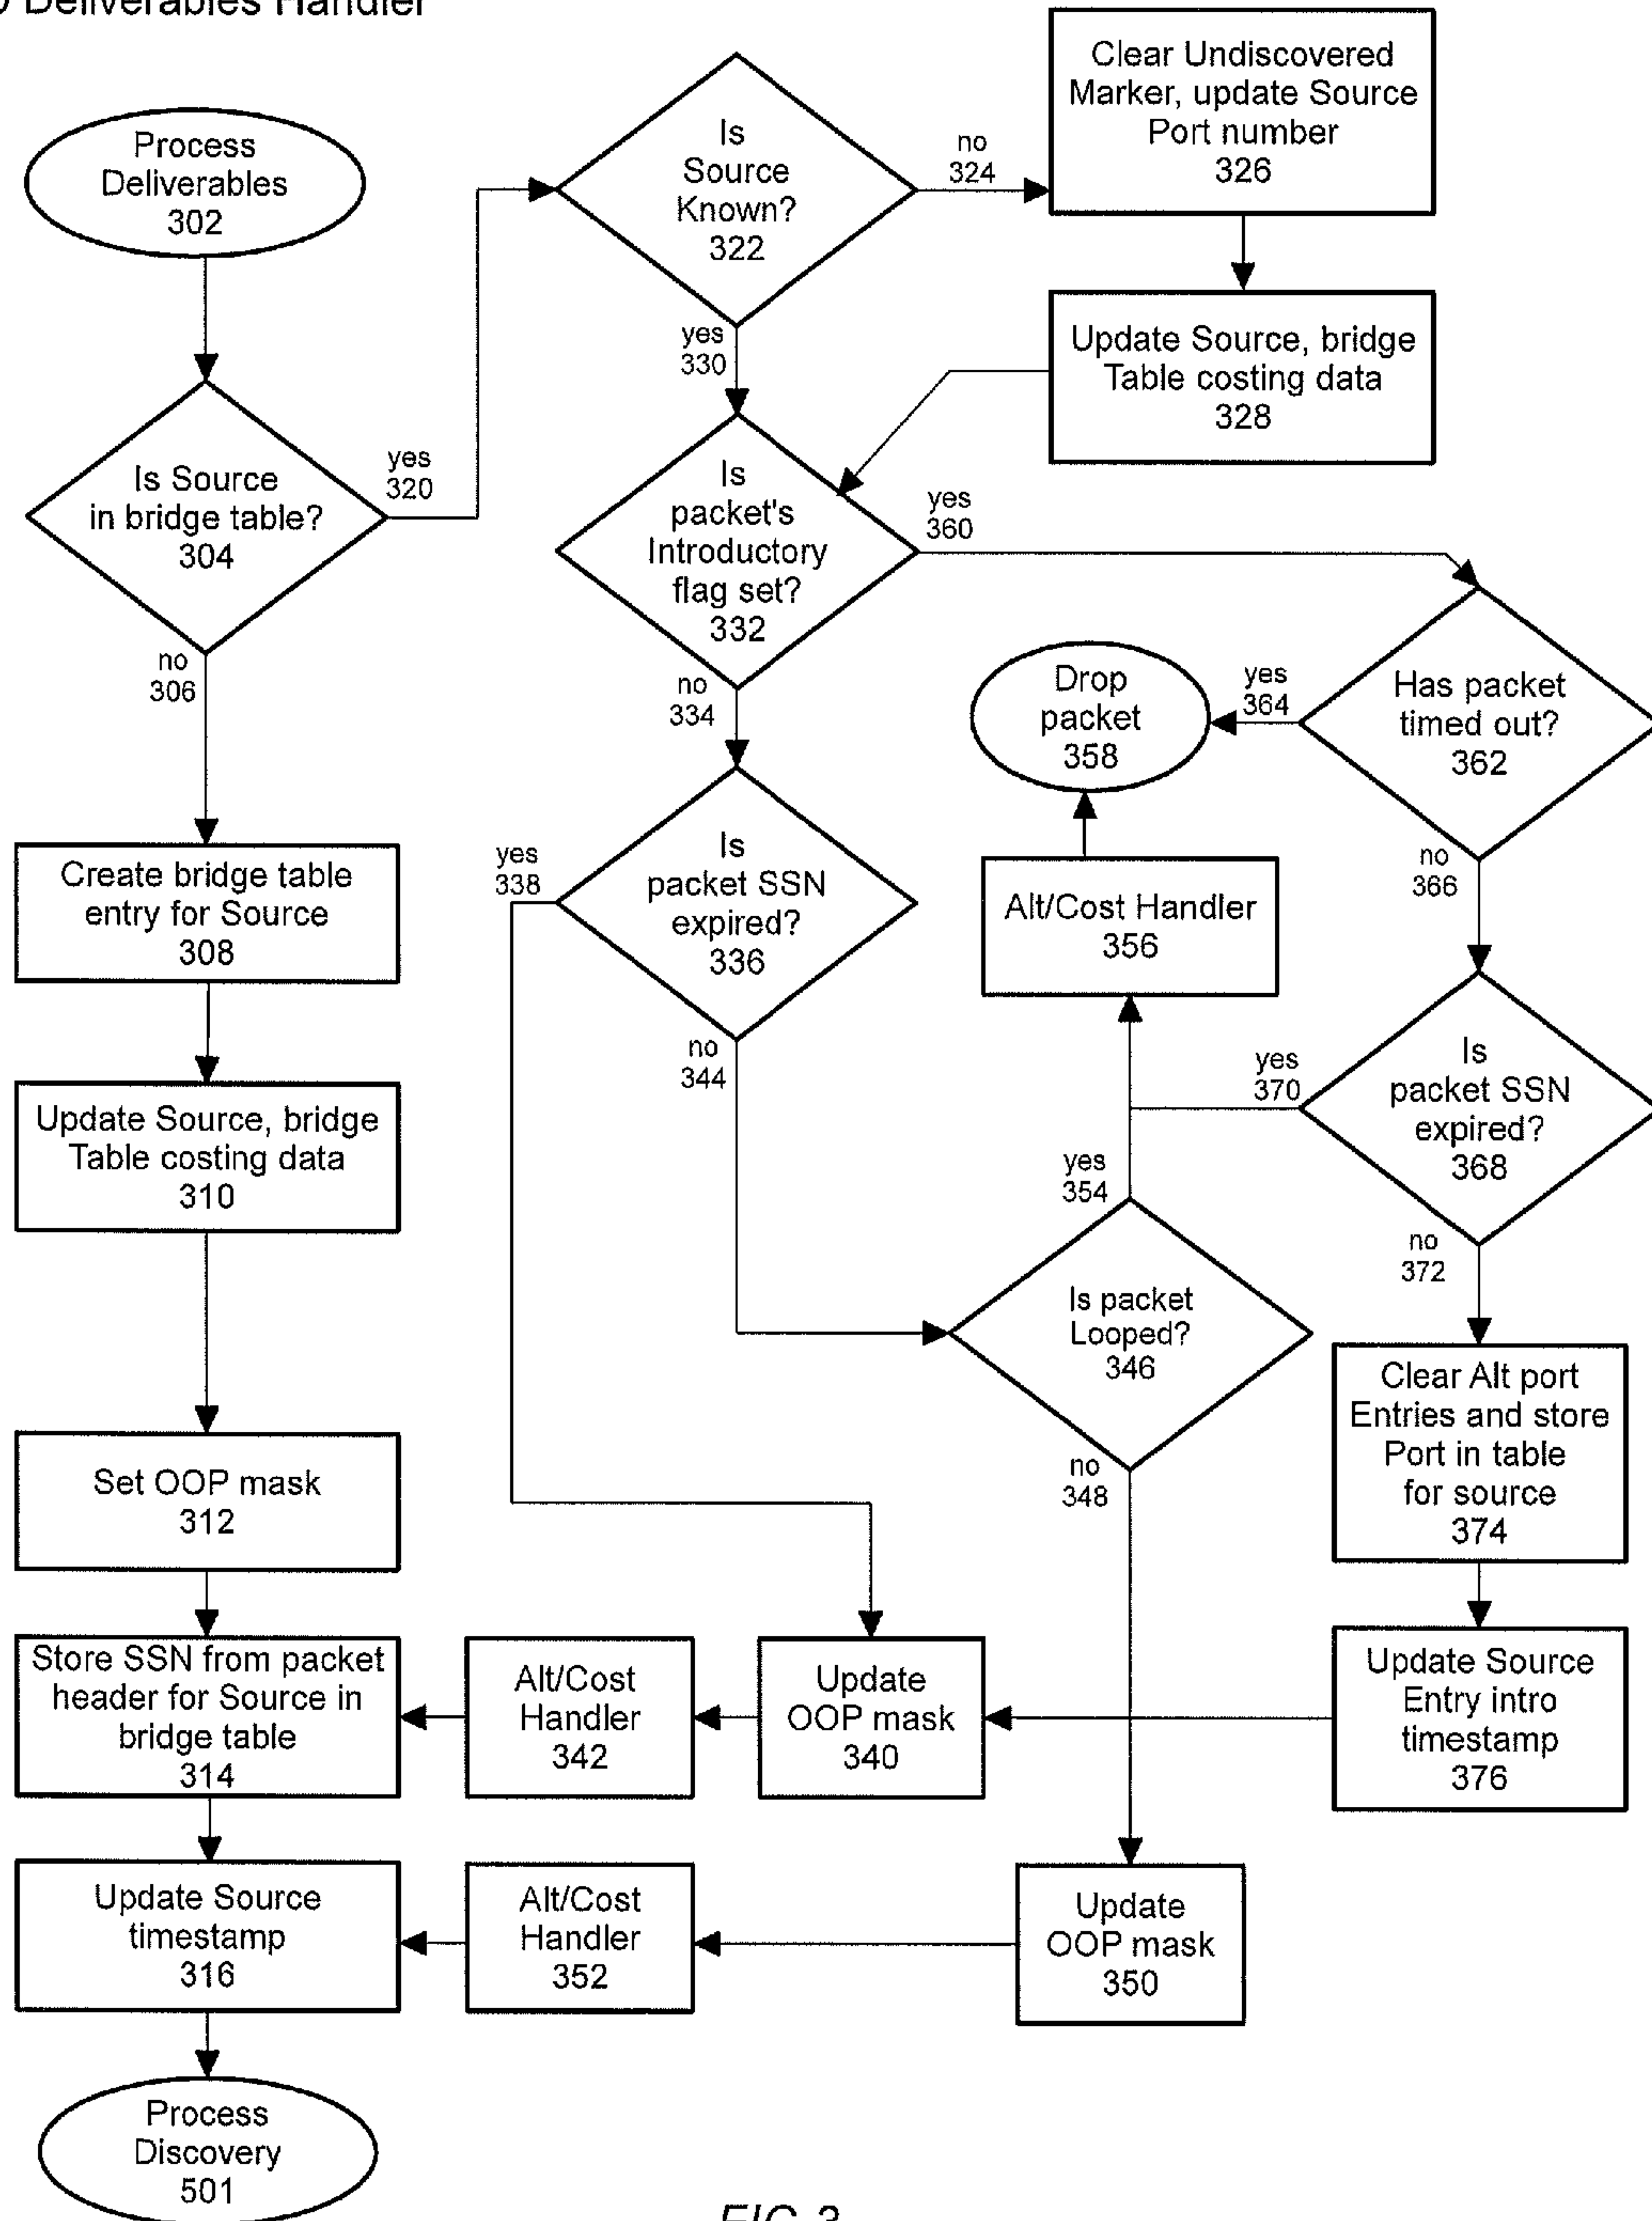 Deliverables Handler
Process
Deliverables
302
Is Source
in bridge table?
304
yes
320
no
306
Create bridge table
entry for Source
308
Update Source, bridge
Table costing data
310
Set OOP mask
312
Store SSN from packet
header for Source in
bridge table
314
Update Source
timestamp
316
Process
Discovery
501
Is
Source
Known?
322
no
324
Clear Undiscovered
Marker, update Source
Port number
326
Update Source, bridge
Table costing data
328
yes
330
Is
packet's
Introductory
flag set?
332
yes
360
no
334
Is
packet SSN
expired?
336
yes
338
no
344
Drop
packet
358
yes
364
Has packet
timed out?
362
no
366
Alt/Cost Handler
356
Is
packet SSN
expired?
368
yes
370
no
372
yes
354
Is packet
Looped?
346
no
348
Clear Alt port
Entries and store
Port in table
for source
374
Update Source
Entry intro
timestamp
376
Update
OOP mask
340
Alt/Cost
Handler
342
Update
OOP mask
350
Alt/Cost
Handler
352
FIG 3